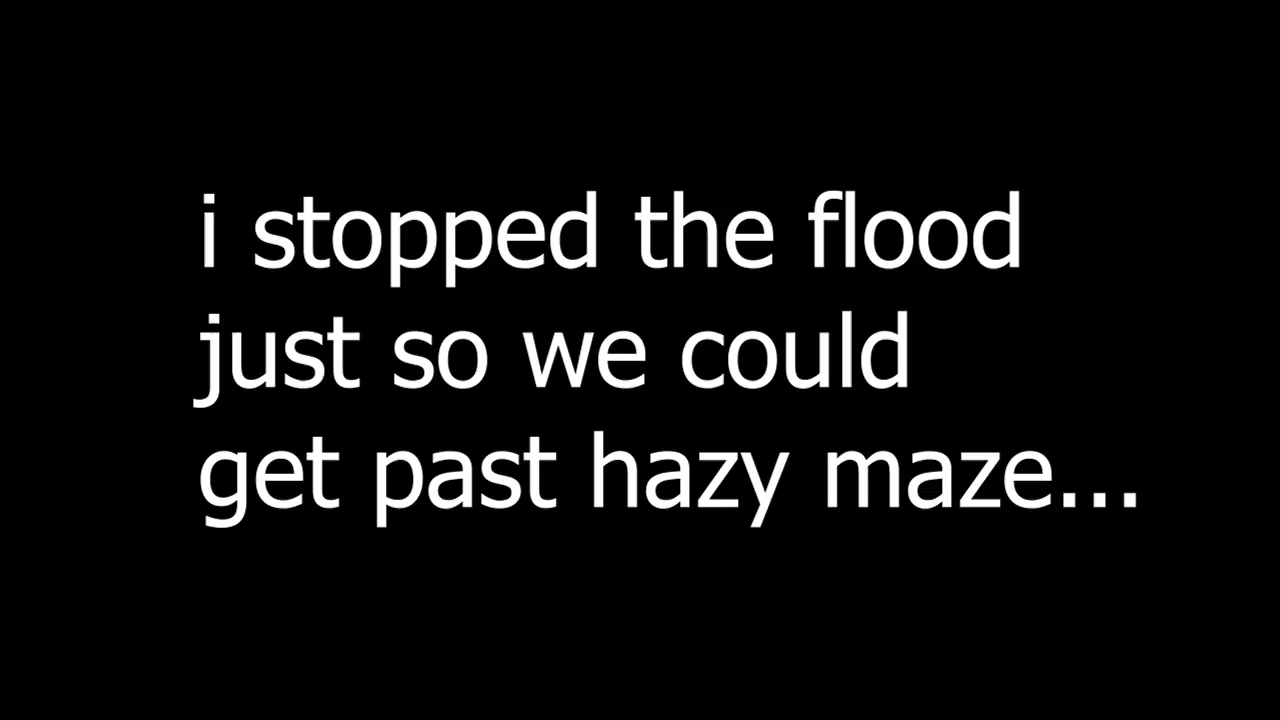 i stopped the flood
just so we could
get past hazy maze...